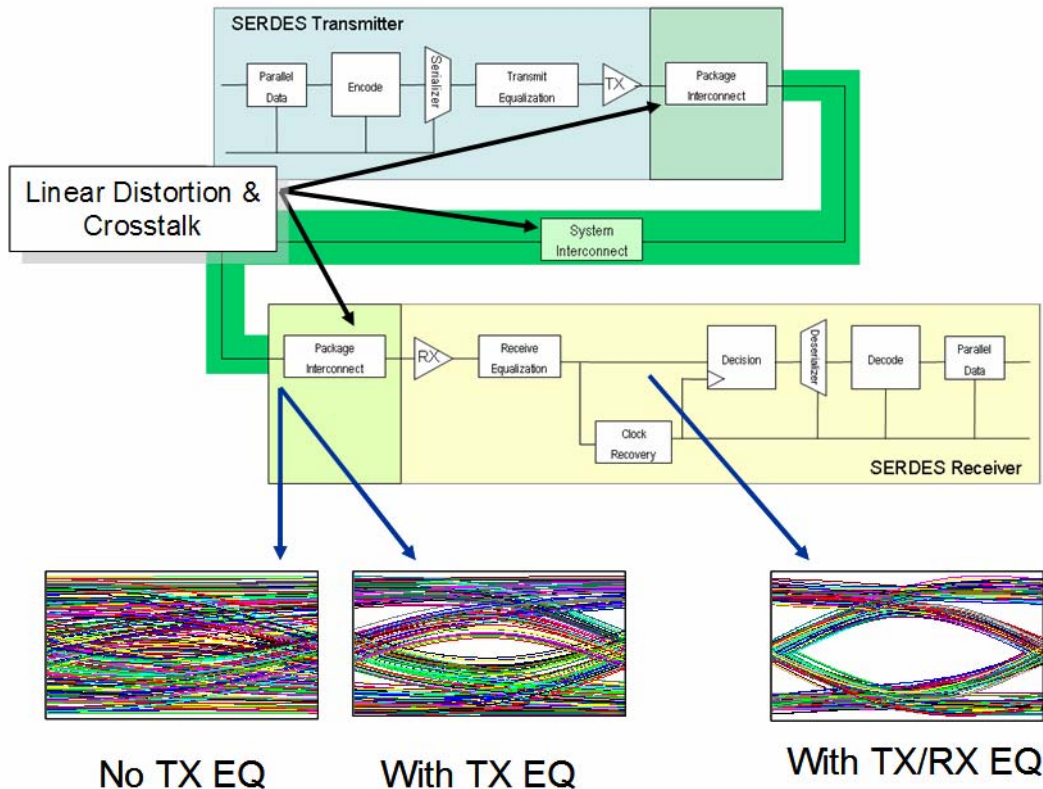 SERDES Transmitter
Parallel
Data
Encode
Serializer
Transmit
Equalization
TX
Package
Interconnect
Linear Distortion &
Crosstalk
System
Interconnect
Package
Interconnect
RX
Receive
Equalization
Decision
Deserializer
Decode
Parallel
Data
Clock
Recovery
SERDES Receiver
No TX EQ
With TX EQ
With TX/RX EQ